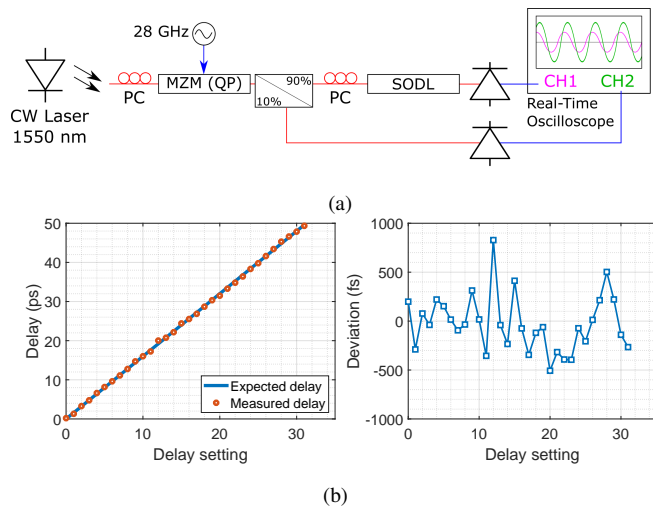 28 GHz
CW Laser
1550 nm
PC
MZM (QP)
90%
10%
PC
SODL
CH1 CH2
Real-Time
Oscilloscope
(a)
50
40
30
20
10
0
Delay (ps)
Expected delay
Measured delay
0 10 20 30
Delay setting
1000
500
0
-500
-1000
Deviation (fs)
0 10 20 30
Delay setting
(b)